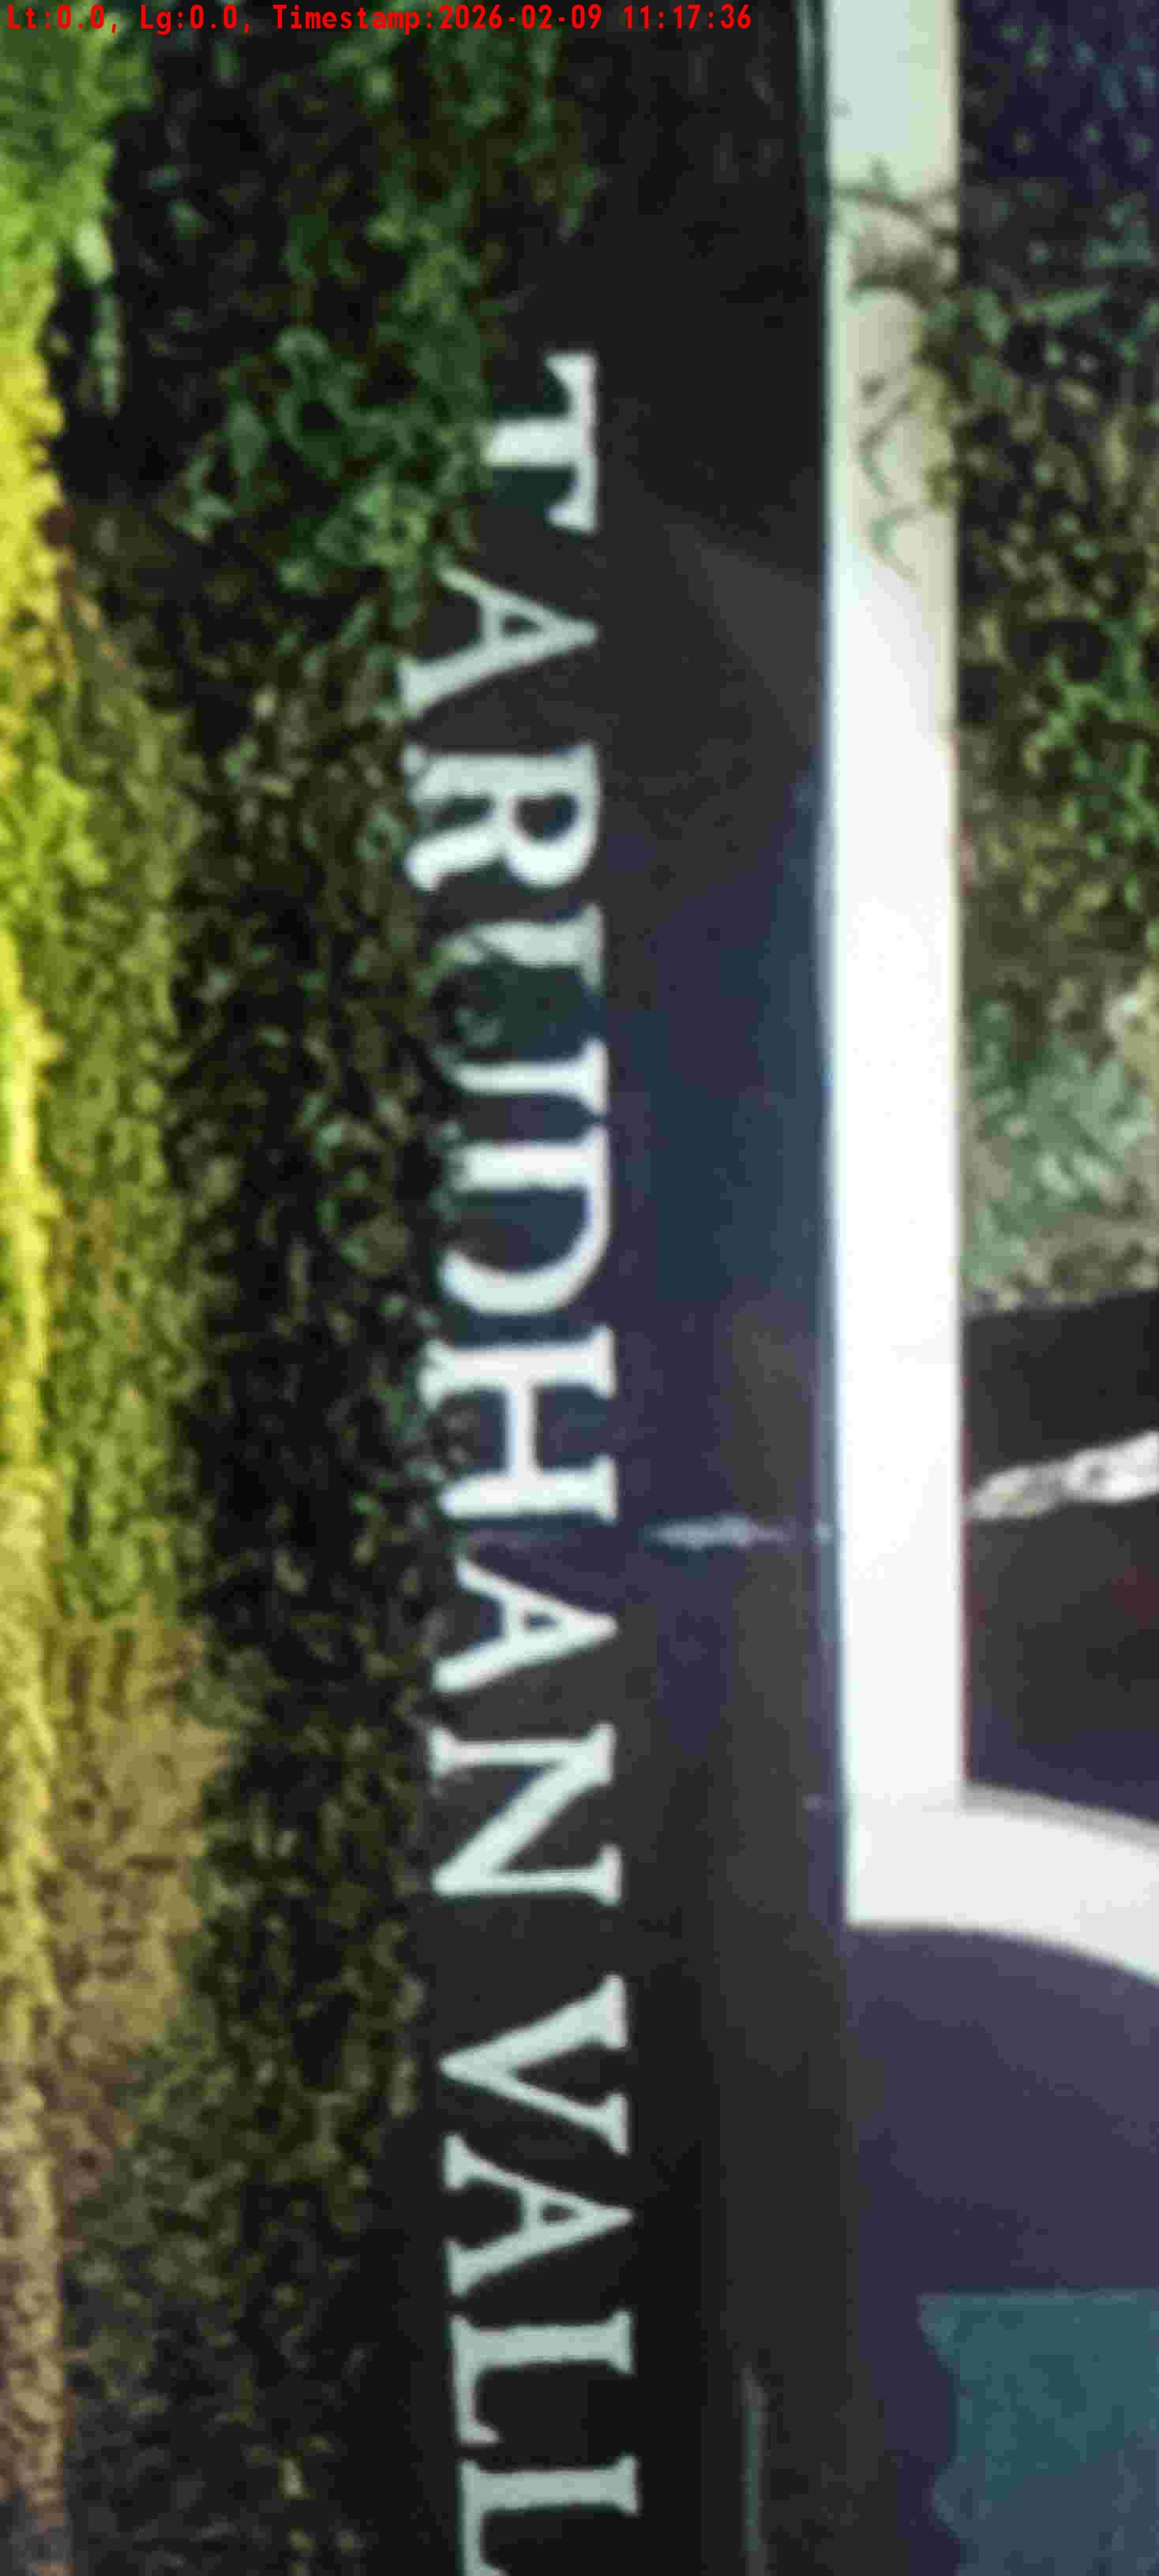 Lt:0.0, Lg:0.0, Timestamp:2026-02-09 11:17:36
TARUDHAN VALL